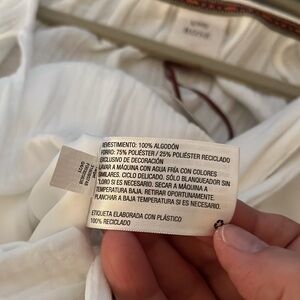 REVESTIMIENTO: 100% ALGODÓN
FORRO: 75% POLIÉSTER / 25% POLIÉSTER RECICLADO
EXCLUSIVO DE DECORACIÓN
LAVAR A MÁQUINA CON AGUA FRÍA CON COLORES
SIMILARES. CICLO DELICADO. SÓLO BLANQUEADOR SIN
CLORO SI ES NECESARIO. SECAR A MÁQUINA A
TEMPERATURA BAJA. RETIRAR OPORTUNAMENTE.
PLANCHAR A BAJA TEMPERATURA SI ES NECESARIO.
ETIQUETA ELABORADA CON PLÁSTICO
100% RECICLADO